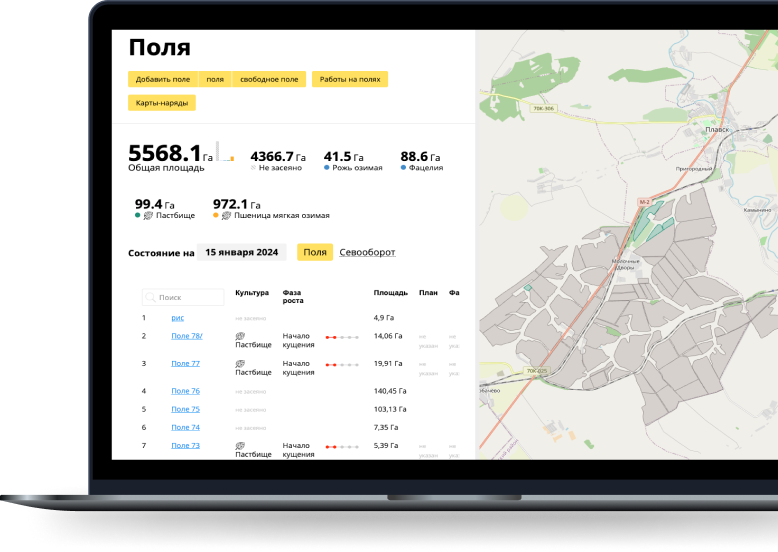 Поля
Добавить поле поля свободное поле Работы на полях
Карты-наряды
5568.1 Га 4366.7 Га 41.5 Га 88.6 Га
Общая площадь Не засеяно Рожь озимая Фацелия
99.4 Га 972.1 Га
Пастбище Пшеница мягкая озимая
Состояние на 15 января 2024 Поля Севооборот
Поиск Культура Фаза роста Площадь План Фа
1 рис не засеяно 4,9 Га
2 Поле 78/ Пастбище Начало кущения 14,06 Га не указан не ука
3 Поле 77 Пастбище Начало кущения 19,91 Га не указан не ука
4 Поле 76 не засеяно 140,45 Га
5 Поле 75 не засеяно 103,13 Га
6 Поле 74 не засеяно 7,35 Га
7 Поле 73 Пастбище Начало кущения 5,39 Га не указан не ука
70К-306
Плавск
Пригородный
М-2
Камынино
Молочные Дворы
70К-025